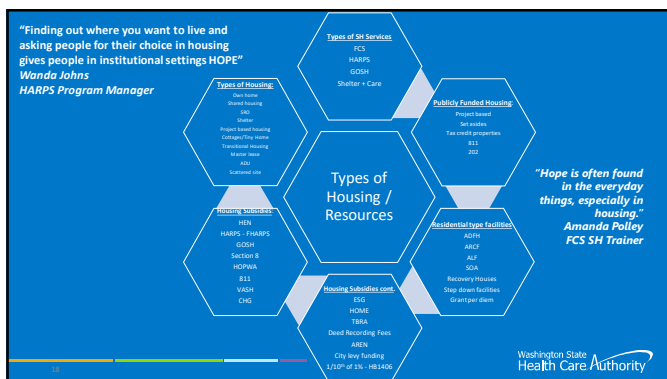 “Finding out where you want to live and
asking people for their choice in housing
gives people in institutional settings HOPE”
Wanda Johns
HARPS Program Manager
Types of SH Services
FCS
HARPS
GOSH
Shelter + Care
Types of Housing:
Own home
Shared housing
SRO
Shelter
Project based housing
Cottages/Tiny Home
Transitional Housing
Master lease
ADU
Scattered site
Publicly Funded Housing:
Project based
Set asides
Tax credit properties
811
202
Types of
Housing /
Resources
“Hope is often found
in the everyday
things, especially in
housing.”
Amanda Polley
FCS SH Trainer
Housing Subsidies:
HEN
HARPS - FHARPS
GOSH
Section 8
HOPWA
811
VASH
CHG
Residential type facilities
ADFH
ARCF
ALF
SOA
Recovery Houses
Step down facilities
Grant per diem
Housing Subsidies cont.
ESG
HOME
TBRA
Deed Recording Fees
AREN
City levy funding
1/10th of 1% - HB1406
18
Washington State
Health Care Authority